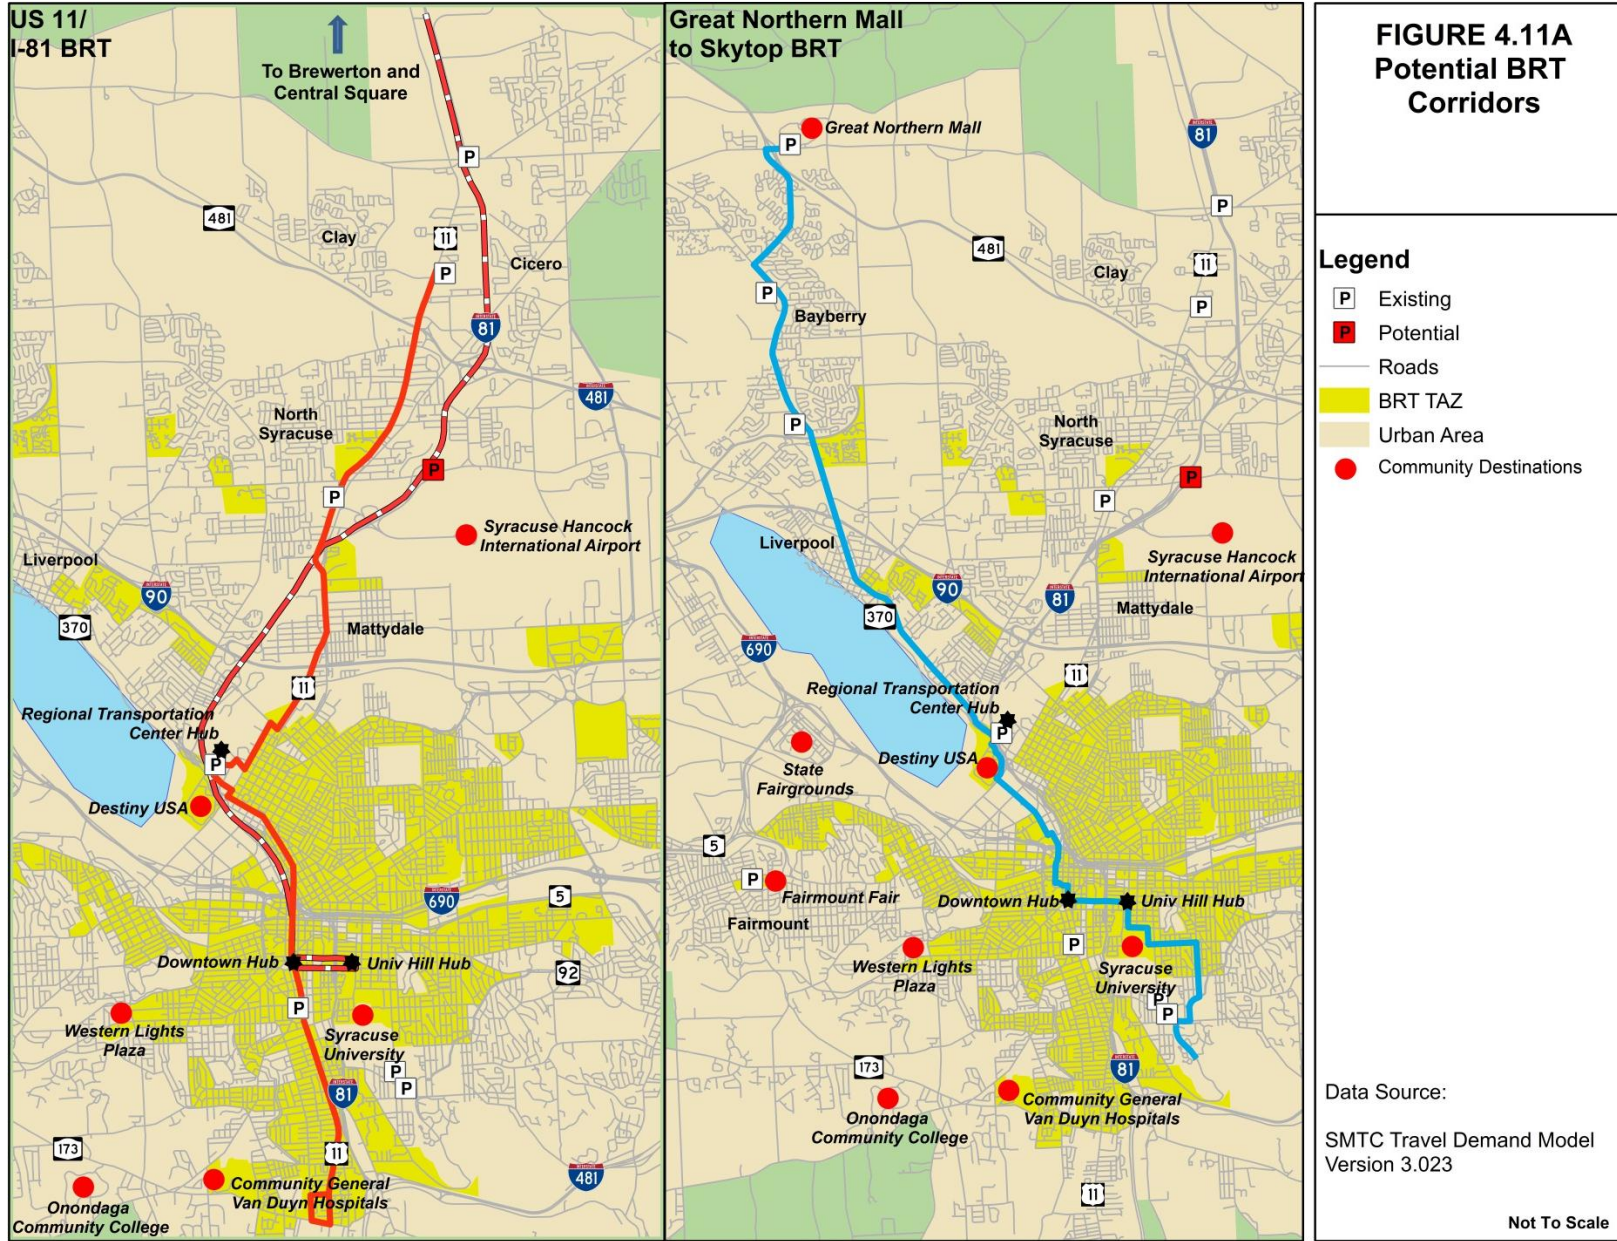 US 11/
I-81 BRT
To Brewerton and
Central Square
P
481
11
Clay
P
Cicero
81
481
North
Syracuse
P
P
Syracuse Hancock
International Airport
Liverpool
90
370
Mattydale
11
Regional Transportation
Center Hub
P
Destiny USA
690
5
Downtown Hub
Univ Hill Hub
92
P
Western Lights
Plaza
Syracuse
University
P
P
81
173
11
Community General
Van Duyn Hospitals
481
Onondaga
Community College
Great Northern Mall
to Skytop BRT
Great Northern Mall
P
81
P
481
11
Clay
P
P
Bayberry
P
North
Syracuse
P
P
Liverpool
Syracuse Hancock
International Airport
90
81
370
Mattydale
690
11
Regional Transportation
Center Hub
P
State
Fairgrounds
Destiny USA
5
P
Fairmount Fair
Fairmount
Downtown Hub
Univ Hill Hub
P
Western Lights
Plaza
Syracuse
University
P
P
173
81
Onondaga
Community College
Community General
Van Duyn Hospitals
11
FIGURE 4.11A
Potential BRT
Corridors
Legend
P Existing
P Potential
Roads
BRT TAZ
Urban Area
Community Destinations
Data Source:
SMTC Travel Demand Model
Version 3.023
Not To Scale